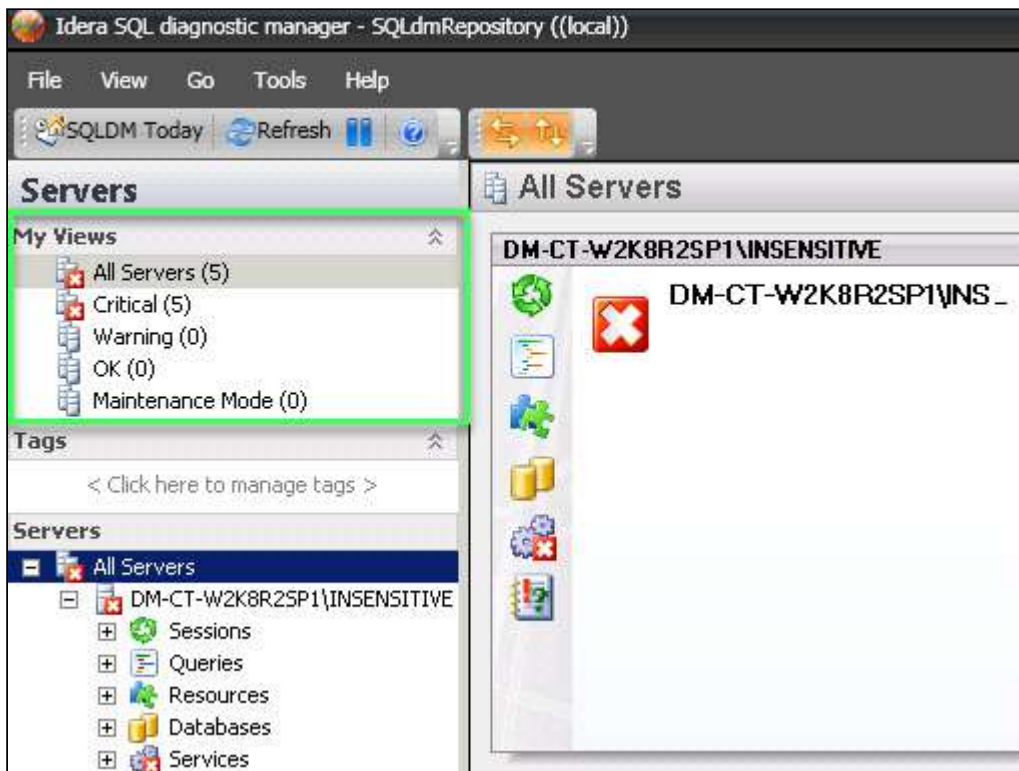 Idera SQL diagnostic manager - SQLdmRepository ((local))
File View Go Tools Help
SQLDM Today Refresh
Servers
My Views
All Servers (5)
Critical (5)
Warning (0)
OK (0)
Maintenance Mode (0)
Tags
< Click here to manage tags >
Servers
All Servers
DM-CT-W2K8R2SP1\INSENSITIVE
Sessions
Queries
Resources
Databases
Services
All Servers
DM-CT-W2K8R2SP1\INSENSITIVE
DM-CT-W2K8R2SP1\INS...